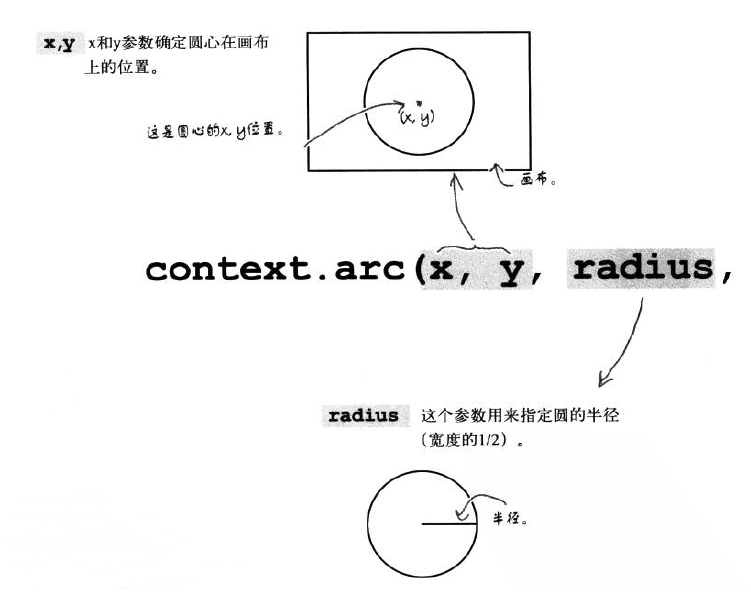 x,y x和y参数确定圆心在画布
上的位置。
这是圆心的x, y位置。
(x, y)
画布。
context.arc(x, y, radius,
radius 这个参数用来指定圆的半径
(宽度的1/2)。
半径。